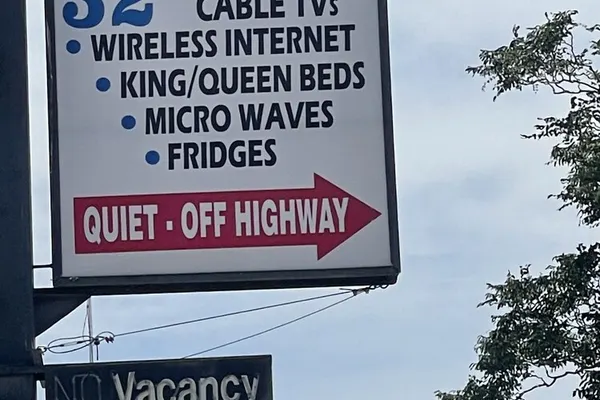 32" CABLE TVs
• WIRELESS INTERNET
• KING/QUEEN BEDS
• MICRO WAVES
• FRIDGES
QUIET - OFF HIGHWAY
NO Vacancy